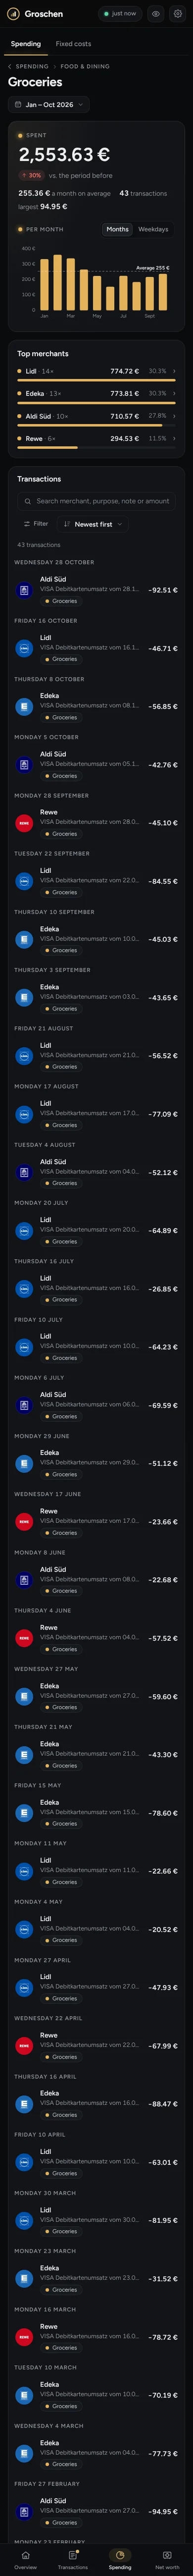 Groschen
just now
Spending
Fixed costs
SPENDING › FOOD & DINING
Groceries
Jan – Oct 2026
SPENT
2,553.63 €
↑ 30% vs. the period before
255.36 € a month on average 43 transactions
largest 94.95 €
PER MONTH
Months
Weekdays
400 €
300 €
200 €
100 €
0
Average 255 €
Jan Mar May Jul Sept
Top merchants
Lidl · 14× 774.72 € 30.3%
Edeka · 13× 773.81 € 30.3%
Aldi Süd · 10× 710.57 € 27.8%
Rewe · 6× 294.53 € 11.5%
Transactions
Search merchant, purpose, note or amount
Filter
Newest first
43 transactions
WEDNESDAY 28 OCTOBER
Aldi Süd
VISA Debitkartenumsatz vom 28.1... −92.51 €
Groceries
FRIDAY 16 OCTOBER
Lidl
VISA Debitkartenumsatz vom 16.1... −46.71 €
Groceries
THURSDAY 8 OCTOBER
Edeka
VISA Debitkartenumsatz vom 08.1... −56.85 €
Groceries
MONDAY 5 OCTOBER
Aldi Süd
VISA Debitkartenumsatz vom 05.1... −42.76 €
Groceries
MONDAY 28 SEPTEMBER
Rewe
VISA Debitkartenumsatz vom 28.0... −45.10 €
Groceries
TUESDAY 22 SEPTEMBER
Lidl
VISA Debitkartenumsatz vom 22.0... −84.55 €
Groceries
THURSDAY 10 SEPTEMBER
Edeka
VISA Debitkartenumsatz vom 10.0... −45.03 €
Groceries
THURSDAY 3 SEPTEMBER
Edeka
VISA Debitkartenumsatz vom 03.0... −43.65 €
Groceries
FRIDAY 21 AUGUST
Lidl
VISA Debitkartenumsatz vom 21.0... −56.52 €
Groceries
MONDAY 17 AUGUST
Lidl
VISA Debitkartenumsatz vom 17.0... −77.09 €
Groceries
TUESDAY 4 AUGUST
Aldi Süd
VISA Debitkartenumsatz vom 04.0... −52.12 €
Groceries
MONDAY 20 JULY
Lidl
VISA Debitkartenumsatz vom 20.0... −64.89 €
Groceries
THURSDAY 16 JULY
Lidl
VISA Debitkartenumsatz vom 16.0... −26.85 €
Groceries
FRIDAY 10 JULY
Lidl
VISA Debitkartenumsatz vom 10.0... −64.23 €
Groceries
MONDAY 6 JULY
Aldi Süd
VISA Debitkartenumsatz vom 06.0... −69.59 €
Groceries
MONDAY 29 JUNE
Edeka
VISA Debitkartenumsatz vom 29.0... −51.12 €
Groceries
WEDNESDAY 17 JUNE
Rewe
VISA Debitkartenumsatz vom 17.0... −23.66 €
Groceries
MONDAY 8 JUNE
Aldi Süd
VISA Debitkartenumsatz vom 08.0... −22.68 €
Groceries
THURSDAY 4 JUNE
Rewe
VISA Debitkartenumsatz vom 04.0... −57.52 €
Groceries
WEDNESDAY 27 MAY
Edeka
VISA Debitkartenumsatz vom 27.0... −59.60 €
Groceries
THURSDAY 21 MAY
Edeka
VISA Debitkartenumsatz vom 21.0... −43.30 €
Groceries
FRIDAY 15 MAY
Edeka
VISA Debitkartenumsatz vom 15.0... −78.60 €
Groceries
MONDAY 11 MAY
Lidl
VISA Debitkartenumsatz vom 11.0... −22.66 €
Groceries
MONDAY 4 MAY
Lidl
VISA Debitkartenumsatz vom 04.0... −20.52 €
Groceries
MONDAY 27 APRIL
Lidl
VISA Debitkartenumsatz vom 27.0... −47.93 €
Groceries
WEDNESDAY 22 APRIL
Rewe
VISA Debitkartenumsatz vom 22.0... −67.99 €
Groceries
THURSDAY 16 APRIL
Edeka
VISA Debitkartenumsatz vom 16.0... −88.47 €
Groceries
FRIDAY 10 APRIL
Lidl
VISA Debitkartenumsatz vom 10.0... −63.01 €
Groceries
MONDAY 30 MARCH
Lidl
VISA Debitkartenumsatz vom 30.0... −81.95 €
Groceries
MONDAY 23 MARCH
Edeka
VISA Debitkartenumsatz vom 23.0... −31.52 €
Groceries
MONDAY 16 MARCH
Rewe
VISA Debitkartenumsatz vom 16.0... −78.72 €
Groceries
TUESDAY 10 MARCH
Edeka
VISA Debitkartenumsatz vom 10.0... −70.19 €
Groceries
WEDNESDAY 4 MARCH
Edeka
VISA Debitkartenumsatz vom 04.0... −77.73 €
Groceries
FRIDAY 27 FEBRUARY
Aldi Süd
VISA Debitkartenumsatz vom 27.0... −94.95 €
Groceries
MONDAY 23 FEBRUARY
Overview
Transactions
Spending
Net worth